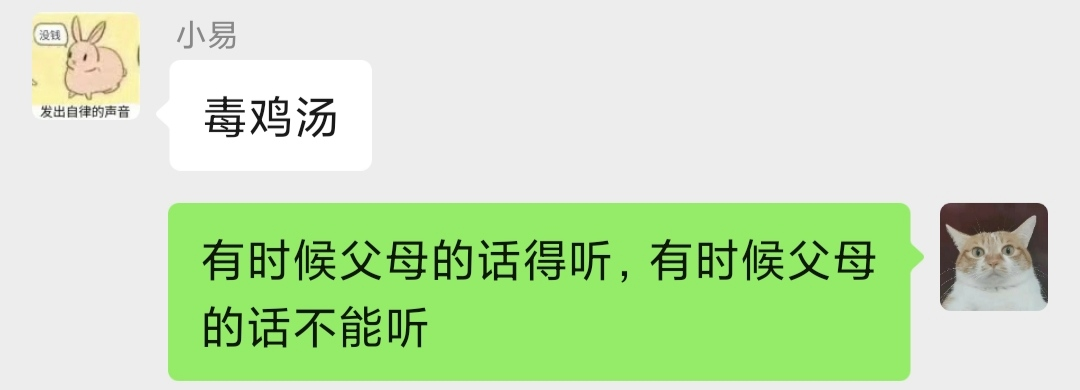 没钱
发出自律的声音
小易
毒鸡汤
有时候父母的话得听，有时候父母
的话不能听